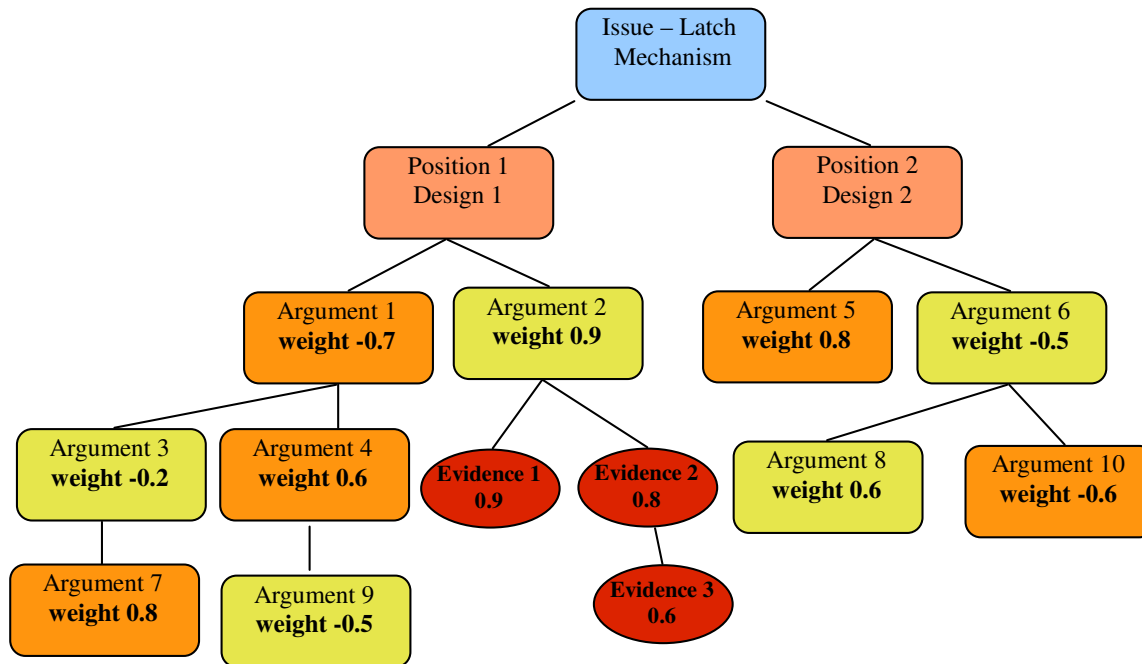 Issue – Latch
Mechanism
Position 1
Design 1
Position 2
Design 2
Argument 1
weight -0.7
Argument 2
weight 0.9
Argument 5
weight 0.8
Argument 6
weight -0.5
Argument 3
weight -0.2
Argument 4
weight 0.6
Evidence 1
0.9
Evidence 2
0.8
Argument 8
weight 0.6
Argument 10
weight -0.6
Argument 7
weight 0.8
Argument 9
weight -0.5
Evidence 3
0.6